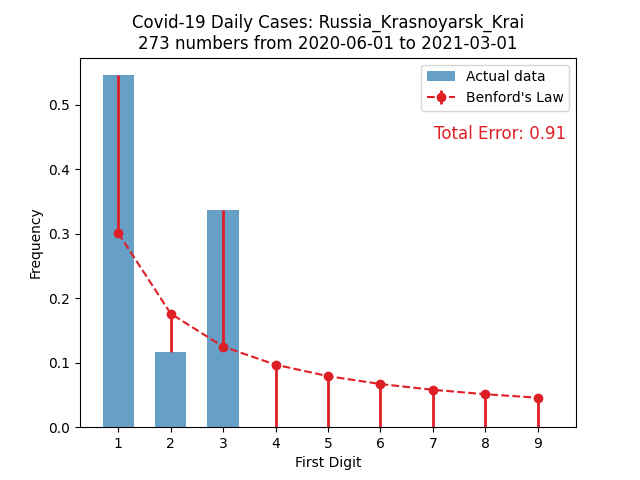 Covid-19 Daily Cases: Russia_Krasnoyarsk_Krai
273 numbers from 2020-06-01 to 2021-03-01
Actual data
Benford's Law
Total Error: 0.91
Frequency
0.5
0.4
0.3
0.2
0.1
0.0
1 2 3 4 5 6 7 8 9
First Digit